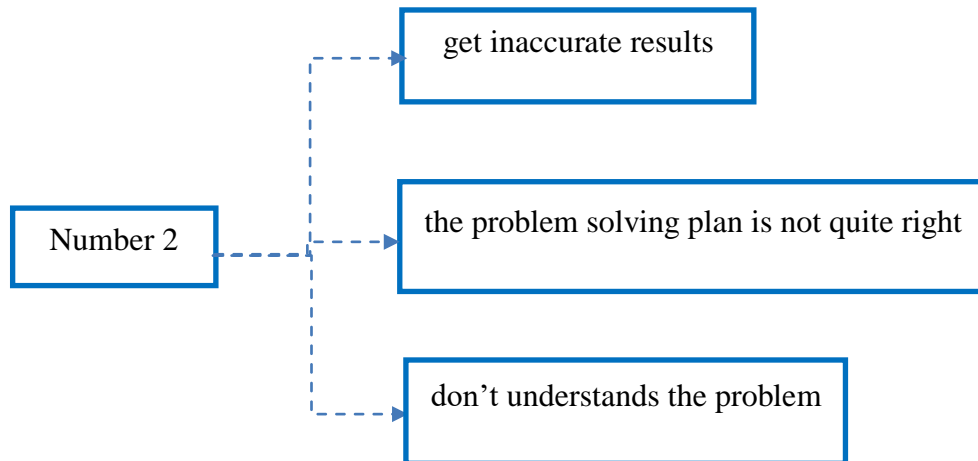 get inaccurate results
the problem solving plan is not quite right
Number 2
don’t understands the problem